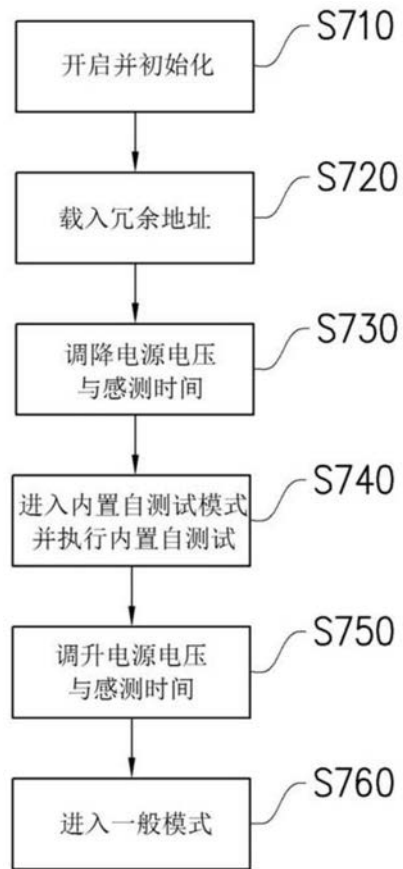 S710
开启并初始化
S720
载入冗余地址
S730
调降电源电压
与感测时间
S740
进入内置自测试模式
并执行内置自测试
S750
调升电源电压
与感测时间
S760
进入一般模式